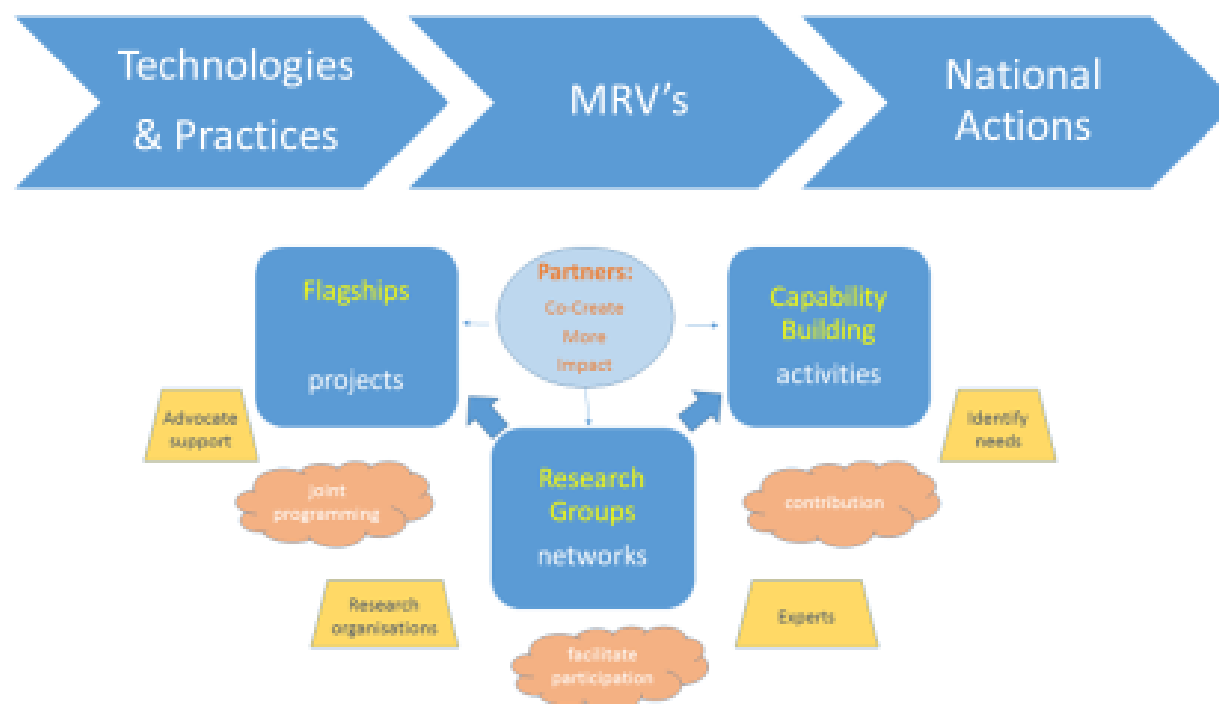 Technologies
& Practices
MRV's
National
Actions
Flagships
projects
Partners:
Co-Create
More
Impact
Capability
Building
activities
Advocate
support
Identify
needs
joint
programming
Research
Groups
networks
contribution
Research
organisations
Experts
facilitate
participation